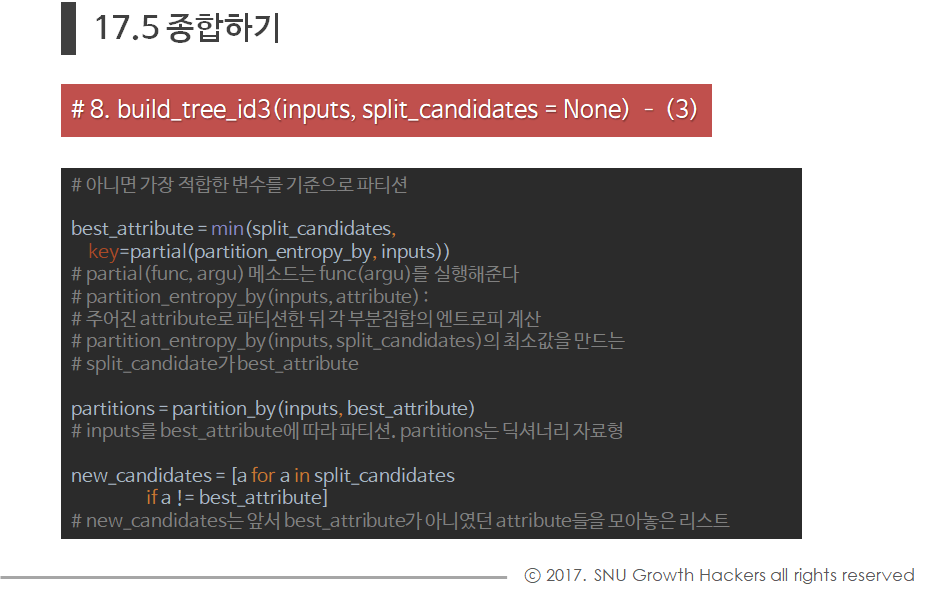 17.5 종합하기
# 8. build_tree_id3(inputs, split_candidates = None) - (3)
# 아니면 가장 적합한 변수를 기준으로 파티션
best_attribute = min(split_candidates,
key=partial(partition_entropy_by, inputs))
# partial(func, argu) 메소드는 func(argu)를 실행해준다
# partition_entropy_by(inputs, attribute) :
# 주어진 attribute로 파티션한 뒤 각 부분집합의 엔트로피 계산
# partition_entropy_by(inputs, split_candidates)의 최소값을 만드는
# split_candidate가 best_attribute
partitions = partition_by(inputs, best_attribute)
# inputs를 best_attribute에 따라 파티션. partitions는 딕셔너리 자료형
new_candidates = [a for a in split_candidates
if a != best_attribute]
# new_candidates는 앞서 best_attribute가 아니였던 attribute들을 모아놓은 리스트
ⓒ 2017. SNU Growth Hackers all rights reserved